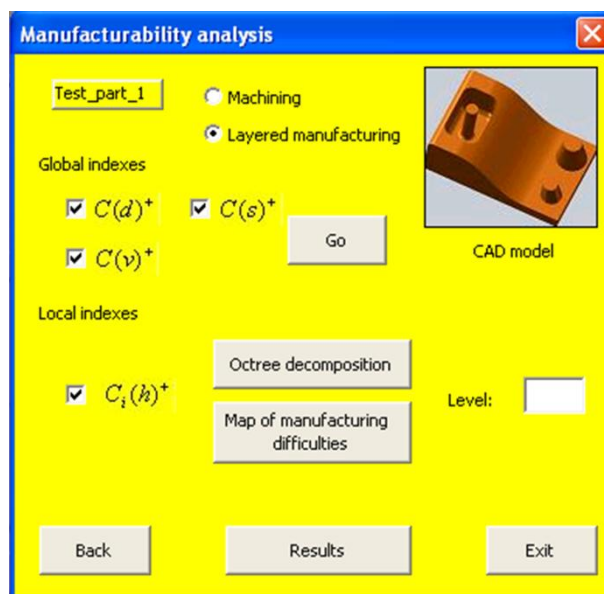 Manufacturability analysis
Test_part_1
Machining
Layered manufacturing
Global indexes
C(d)⁺
C(s)⁺
C(v)⁺
Go
CAD model
Local indexes
C_i(h)⁺
Octree decomposition
Map of manufacturing
difficulties
Level:
Back
Results
Exit